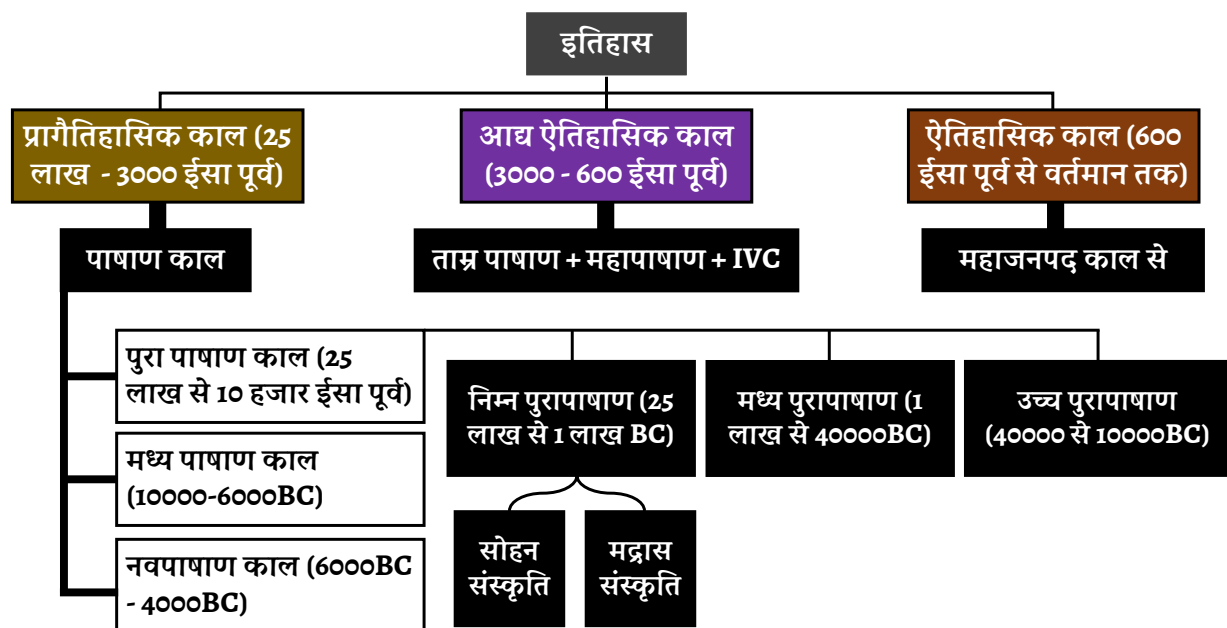 इतिहास
प्रागैतिहासिक काल (25
लाख - 3000 ईसा पूर्व)
आद्य ऐतिहासिक काल
(3000 - 600 ईसा पूर्व)
ऐतिहासिक काल (600
ईसा पूर्व से वर्तमान तक)
पाषाण काल
ताम्र पाषाण + महापाषाण + IVC
महाजनपद काल से
पुरा पाषाण काल (25
लाख से 10 हजार ईसा पूर्व)
निम्न पुरापाषाण (25
लाख से 1 लाख BC)
मध्य पुरापाषाण (1
लाख से 40000BC)
उच्च पुरापाषाण
(40000 से 10000BC)
मध्य पाषाण काल
(10000-6000BC)
सोहन
संस्कृति
मद्रास
संस्कृति
नवपाषाण काल (6000BC
- 4000BC)